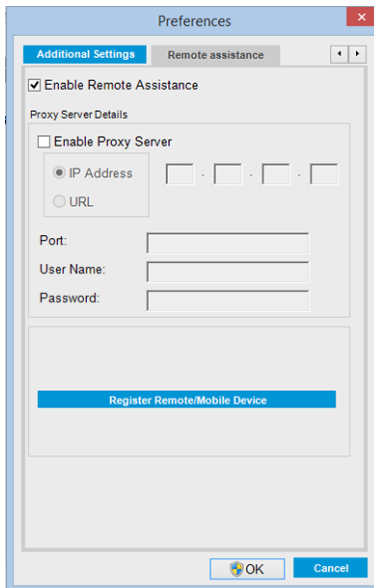 Preferences
Additional Settings
Remote assistance
Enable Remote Assistance
Proxy Server Details
Enable Proxy Server
IP Address . . .
URL
Port:
User Name:
Password:
Register Remote/Mobile Device
OK
Cancel